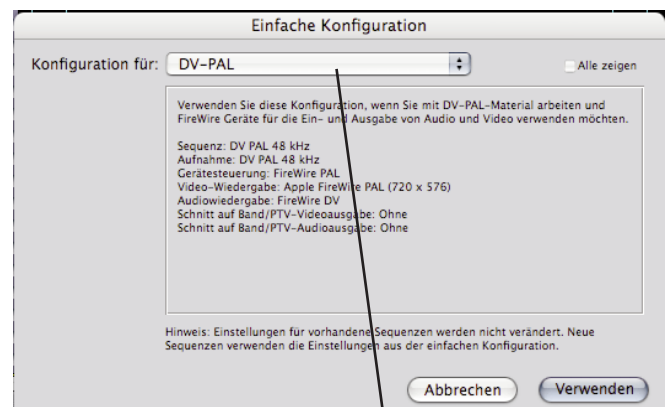 Einfache Konfiguration
Konfiguration für: DV-PAL
Alle zeigen
Verwenden Sie diese Konfiguration, wenn Sie mit DV-PAL-Material arbeiten und
FireWire Geräte für die Ein- und Ausgabe von Audio und Video verwenden möchten.
Sequenz: DV PAL 48 kHz
Aufnahme: DV PAL 48 kHz
Gerätesteuerung: FireWire PAL
Video-Wiedergabe: Apple FireWire PAL (720 x 576)
Audiowiedergabe: FireWire DV
Schnitt auf Band/PTV-Videoausgabe: Ohne
Schnitt auf Band/PTV-Audioausgabe: Ohne
Hinweis: Einstellungen für vorhandene Sequenzen werden nicht verändert. Neue
Sequenzen verwenden die Einstellungen aus der einfachen Konfiguration.
Abbrechen
Verwenden